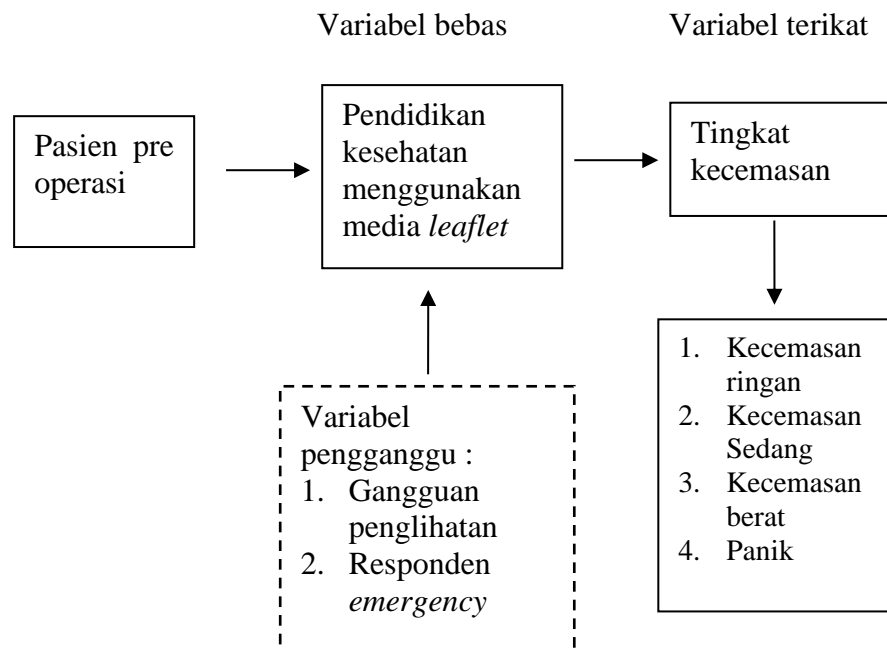 Variabel bebas
Variabel terikat
Pasien pre
operasi
Pendidikan
kesehatan
menggunakan
media leaflet
Tingkat
kecemasan
Variabel
pengganggu :
1. Gangguan
penglihatan
2. Responden
emergency
1. Kecemasan
ringan
2. Kecemasan
Sedang
3. Kecemasan
berat
4. Panik